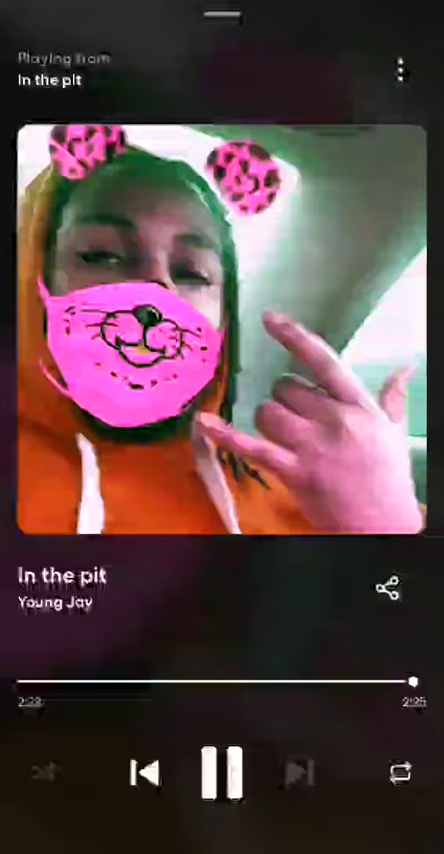 Playing from
In the pit
In the pit
Young Jay
2:23
2:25